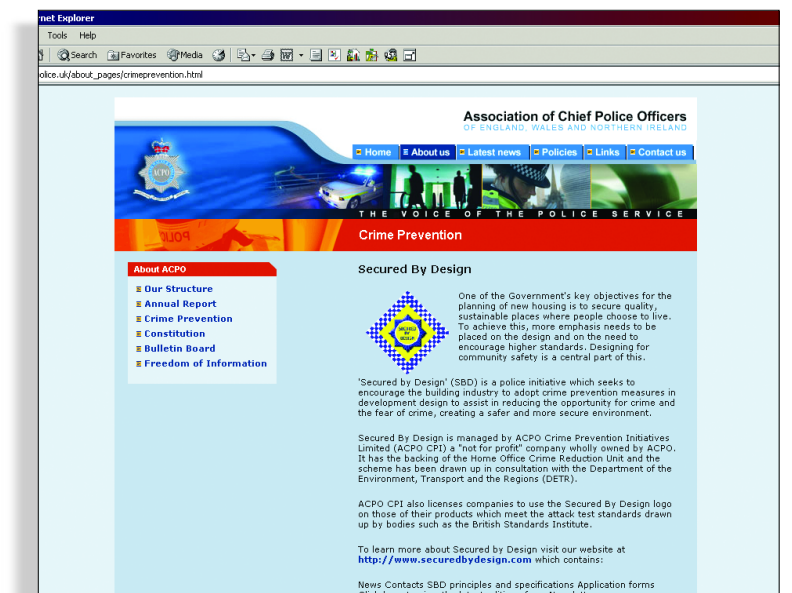 rnet Explorer
Tools Help
Search Favorites Media
olice.uk/about_pages/crimeprevention.html
Association of Chief Police Officers
OF ENGLAND, WALES AND NORTHERN IRELAND
Home About us Latest news Policies Links Contact us
ACPO
THE VOICE OF THE POLICE SERVICE
Crime Prevention
About ACPO
Our Structure
Annual Report
Crime Prevention
Constitution
Bulletin Board
Freedom of Information
Secured By Design
SECURED
BY
DESIGN
One of the Government's key objectives for the
planning of new housing is to secure quality,
sustainable places where people choose to live.
To achieve this, more emphasis needs to be
placed on the design and on the need to
encourage higher standards. Designing for
community safety is a central part of this.
'Secured by Design' (SBD) is a police initiative which seeks to
encourage the building industry to adopt crime prevention measures in
development design to assist in reducing the opportunity for crime and
the fear of crime, creating a safer and more secure environment.
Secured By Design is managed by ACPO Crime Prevention Initiatives
Limited (ACPO CPI) a "not for profit" company wholly owned by ACPO.
It has the backing of the Home Office Crime Reduction Unit and the
scheme has been drawn up in consultation with the Department of the
Environment, Transport and the Regions (DETR).
ACPO CPI also licenses companies to use the Secured By Design logo
on those of their products which meet the attack test standards drawn
up by bodies such as the British Standards Institute.
To learn more about Secured by Design visit our website at
http://www.securedbydesign.com which contains:
News Contacts SBD principles and specifications Application forms